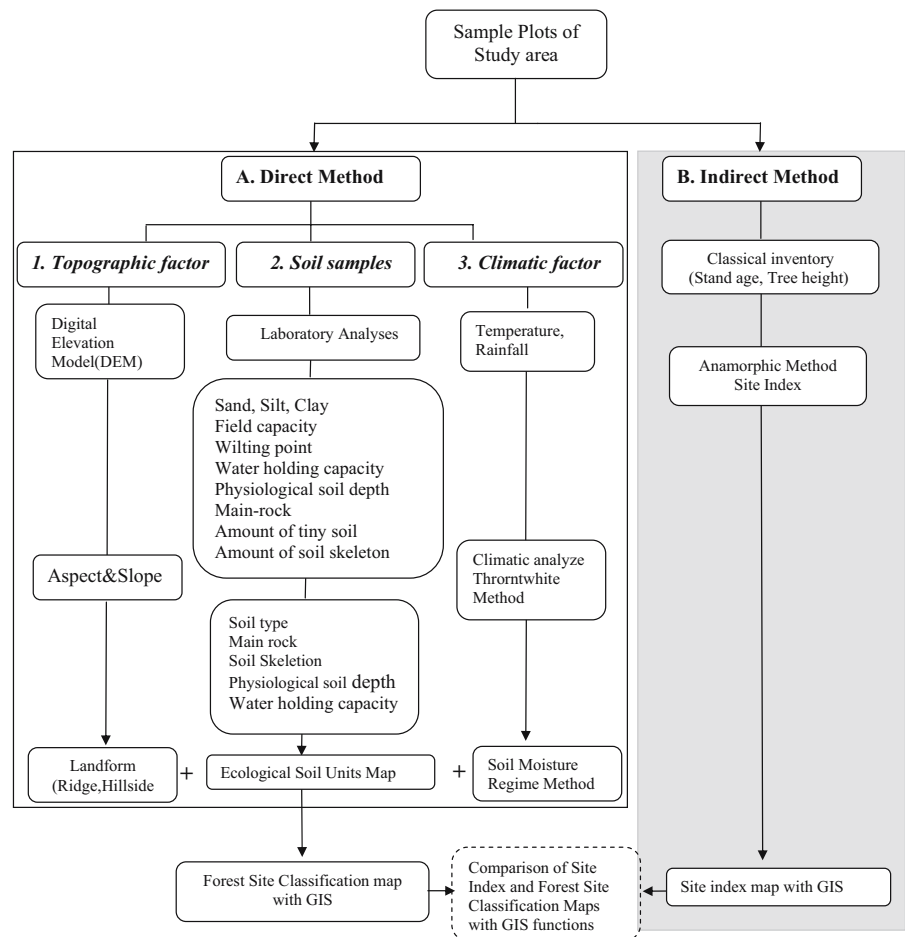 Sample Plots of
Study area
A. Direct Method
B. Indirect Method
1. Topographic factor
2. Soil samples
3. Climatic factor
Classical inventory
(Stand age, Tree height)
Digital
Elevation
Model(DEM)
Laboratory Analyses
Temperature,
Rainfall
Anamorphic Method
Site Index
Sand, Silt, Clay
Field capacity
Wilting point
Water holding capacity
Physiological soil depth
Main-rock
Amount of tiny soil
Amount of soil skeleton
Aspect&Slope
Climatic analyze
Throrntwhite
Method
Soil type
Main rock
Soil Skeletion
Physiological soil depth
Water holding capacity
Landform
(Ridge,Hillside
+
Ecological Soil Units Map
+
Soil Moisture
Regime Method
Forest Site Classification map
with GIS
Comparison of Site
Index and Forest Site
Classification Maps
with GIS functions
Site index map with GIS